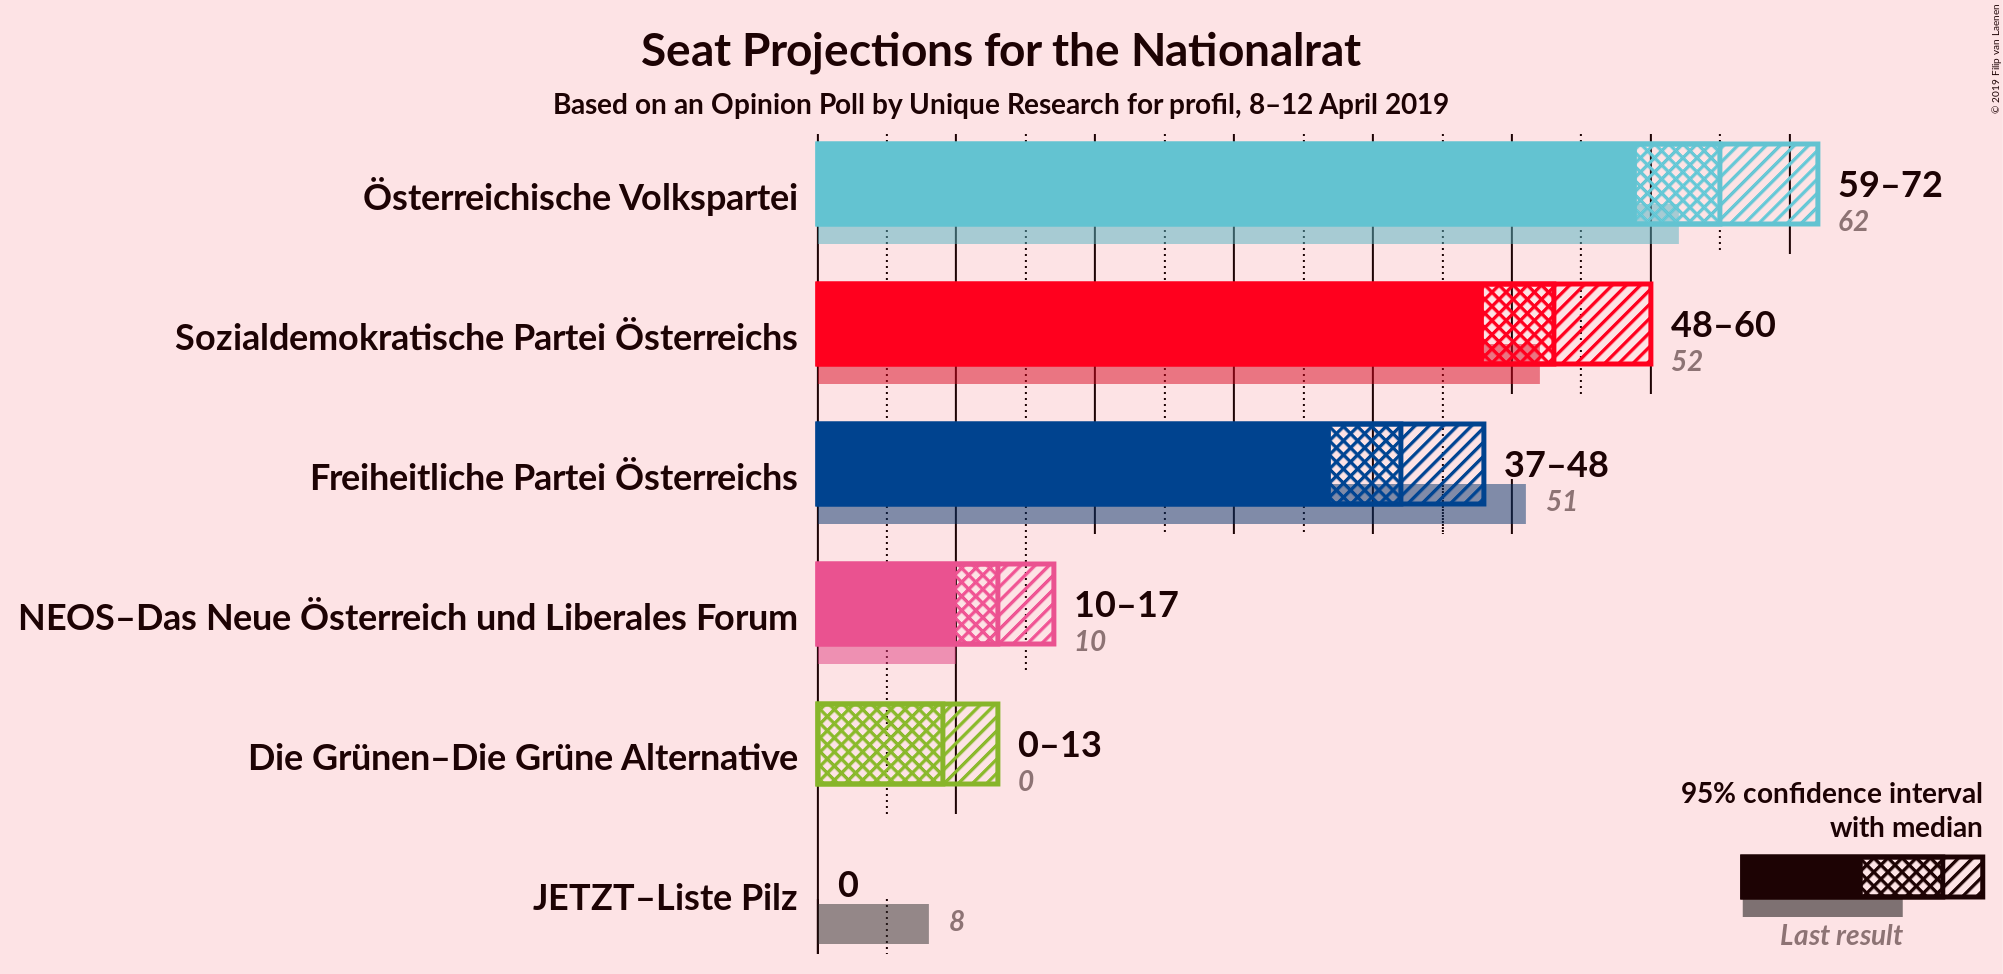 Seat Projections for the Nationalrat
Based on an Opinion Poll by Unique Research for profil, 8–12 April 2019
© 2019 Filip van Laenen
Österreichische Volkspartei
59–72
62
Sozialdemokratische Partei Österreichs
48–60
52
Freiheitliche Partei Österreichs
37–48
51
NEOS–Das Neue Österreich und Liberales Forum
10–17
10
Die Grünen–Die Grüne Alternative
0–13
0
JETZT–Liste Pilz
0
8
95% confidence interval
with median
Last result